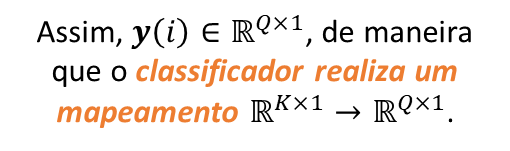 Assim, 𝒚(𝑖) ∈ ℝ^{𝑄×1}, de maneira
que o classificador realiza um
mapeamento ℝ^{𝐾×1} → ℝ^{𝑄×1}.